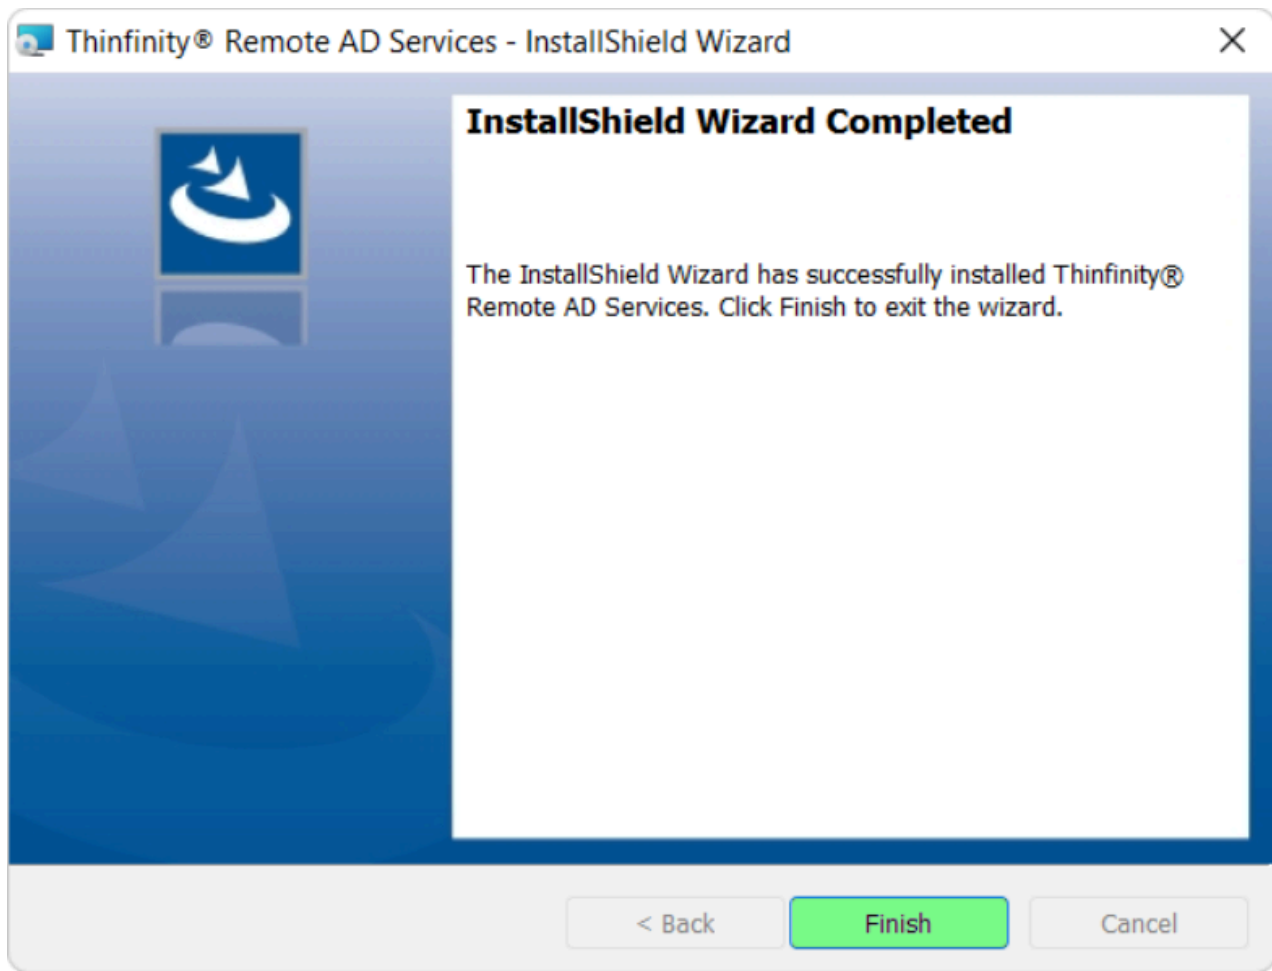 Thinfinity® Remote AD Services - InstallShield Wizard
InstallShield Wizard Completed
The InstallShield Wizard has successfully installed Thinfinity®
Remote AD Services. Click Finish to exit the wizard.
< Back
Finish
Cancel